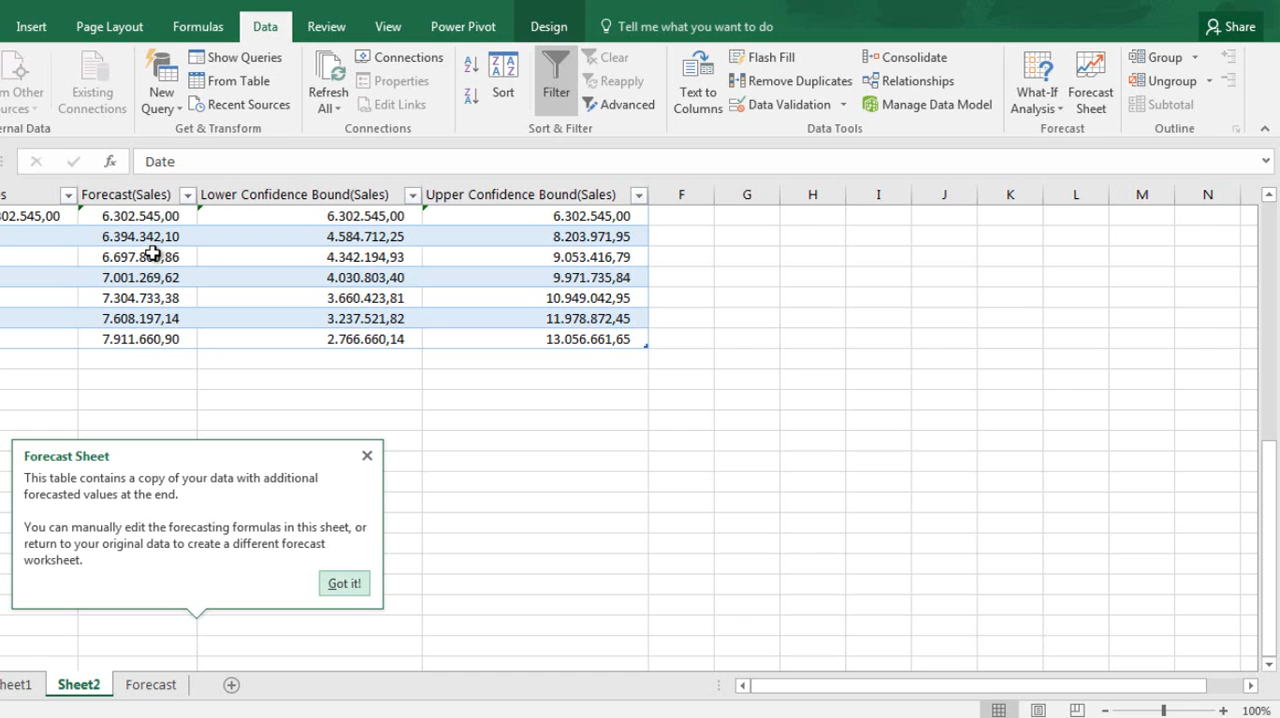 Insert Page Layout Formulas Data Review View Power Pivot Design Tell me what you want to do Share
Show Queries Connections Clear Flash Fill Consolidate Group
om Other Existing New From Table Refresh Properties Sort Filter Reapply Text to Remove Duplicates Relationships What-If Forecast Ungroup
ources Connections Query Recent Sources All Edit Links Advanced Columns Data Validation Manage Data Model Analysis Sheet Subtotal
rnal Data Get & Transform Connections Sort & Filter Data Tools Forecast Outline
fx Date
s Forecast(Sales) Lower Confidence Bound(Sales) Upper Confidence Bound(Sales) F G H I J K L M N
02.545,00 6.302.545,00 6.302.545,00 6.302.545,00
6.394.342,10 4.584.712,25 8.203.971,95
4.342.194,93 9.053.416,79
7.001.269,62 4.030.803,40 9.971.735,84
7.304.733,38 3.660.423,81 10.949.042,95
7.608.197,14 3.237.521,82 11.978.872,45
7.911.660,90 2.766.660,14 13.056.661,65
Forecast Sheet
This table contains a copy of your data with additional
forecasted values at the end.
You can manually edit the forecasting formulas in this sheet, or
return to your original data to create a different forecast
worksheet.
Got it!
heet1 Sheet2 Forecast
100%